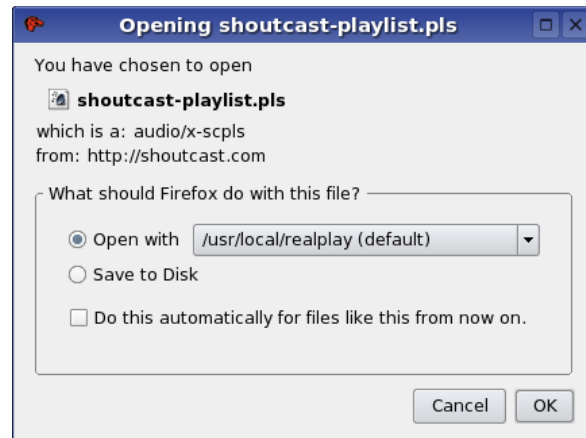 Opening shoutcast-playlist.pls
You have chosen to open
shoutcast-playlist.pls
which is a: audio/x-scpls
from: http://shoutcast.com
What should Firefox do with this file?
Open with /usr/local/realplay (default)
Save to Disk
Do this automatically for files like this from now on.
Cancel OK